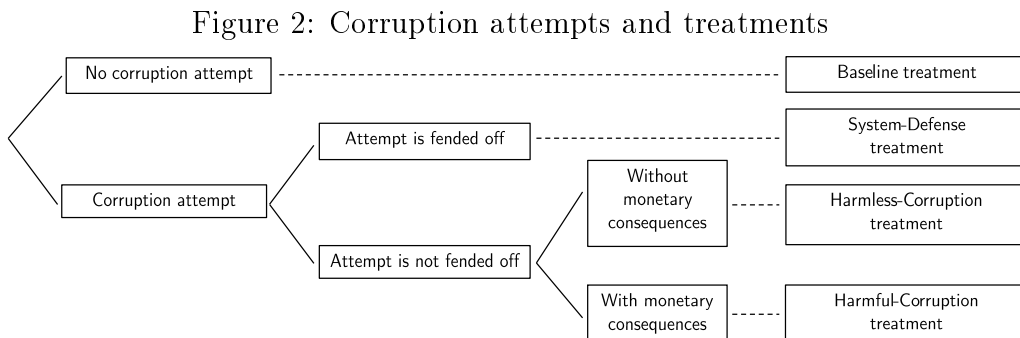 Figure 2: Corruption attempts and treatments
No corruption attempt
Baseline treatment
Attempt is fended off
System-Defense
treatment
Corruption attempt
Without
monetary
consequences
Harmless-Corruption
treatment
Attempt is not fended off
With monetary
consequences
Harmful-Corruption
treatment